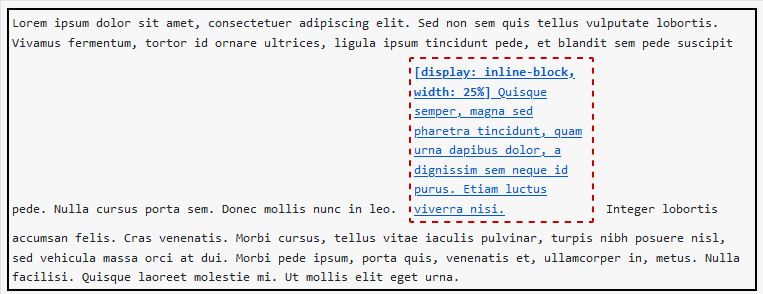 Lorem ipsum dolor sit amet, consectetuer adipiscing elit. Sed non sem quis tellus vulputate lobortis.
Vivamus fermentum, tortor id ornare ultrices, ligula ipsum tincidunt pede, et blandit sem pede suscipit
[display: inline-block,
width: 25%] Quisque
semper, magna sed
pharetra tincidunt, quam
urna dapibus dolor, a
dignissim sem neque id
purus. Etiam luctus
pede. Nulla cursus porta sem. Donec mollis nunc in leo. viverra nisi. Integer lobortis
accumsan felis. Cras venenatis. Morbi cursus, tellus vitae iaculis pulvinar, turpis nibh posuere nisl,
sed vehicula massa orci at dui. Morbi pede ipsum, porta quis, venenatis et, ullamcorper in, metus. Nulla
facilisi. Quisque laoreet molestie mi. Ut mollis elit eget urna.